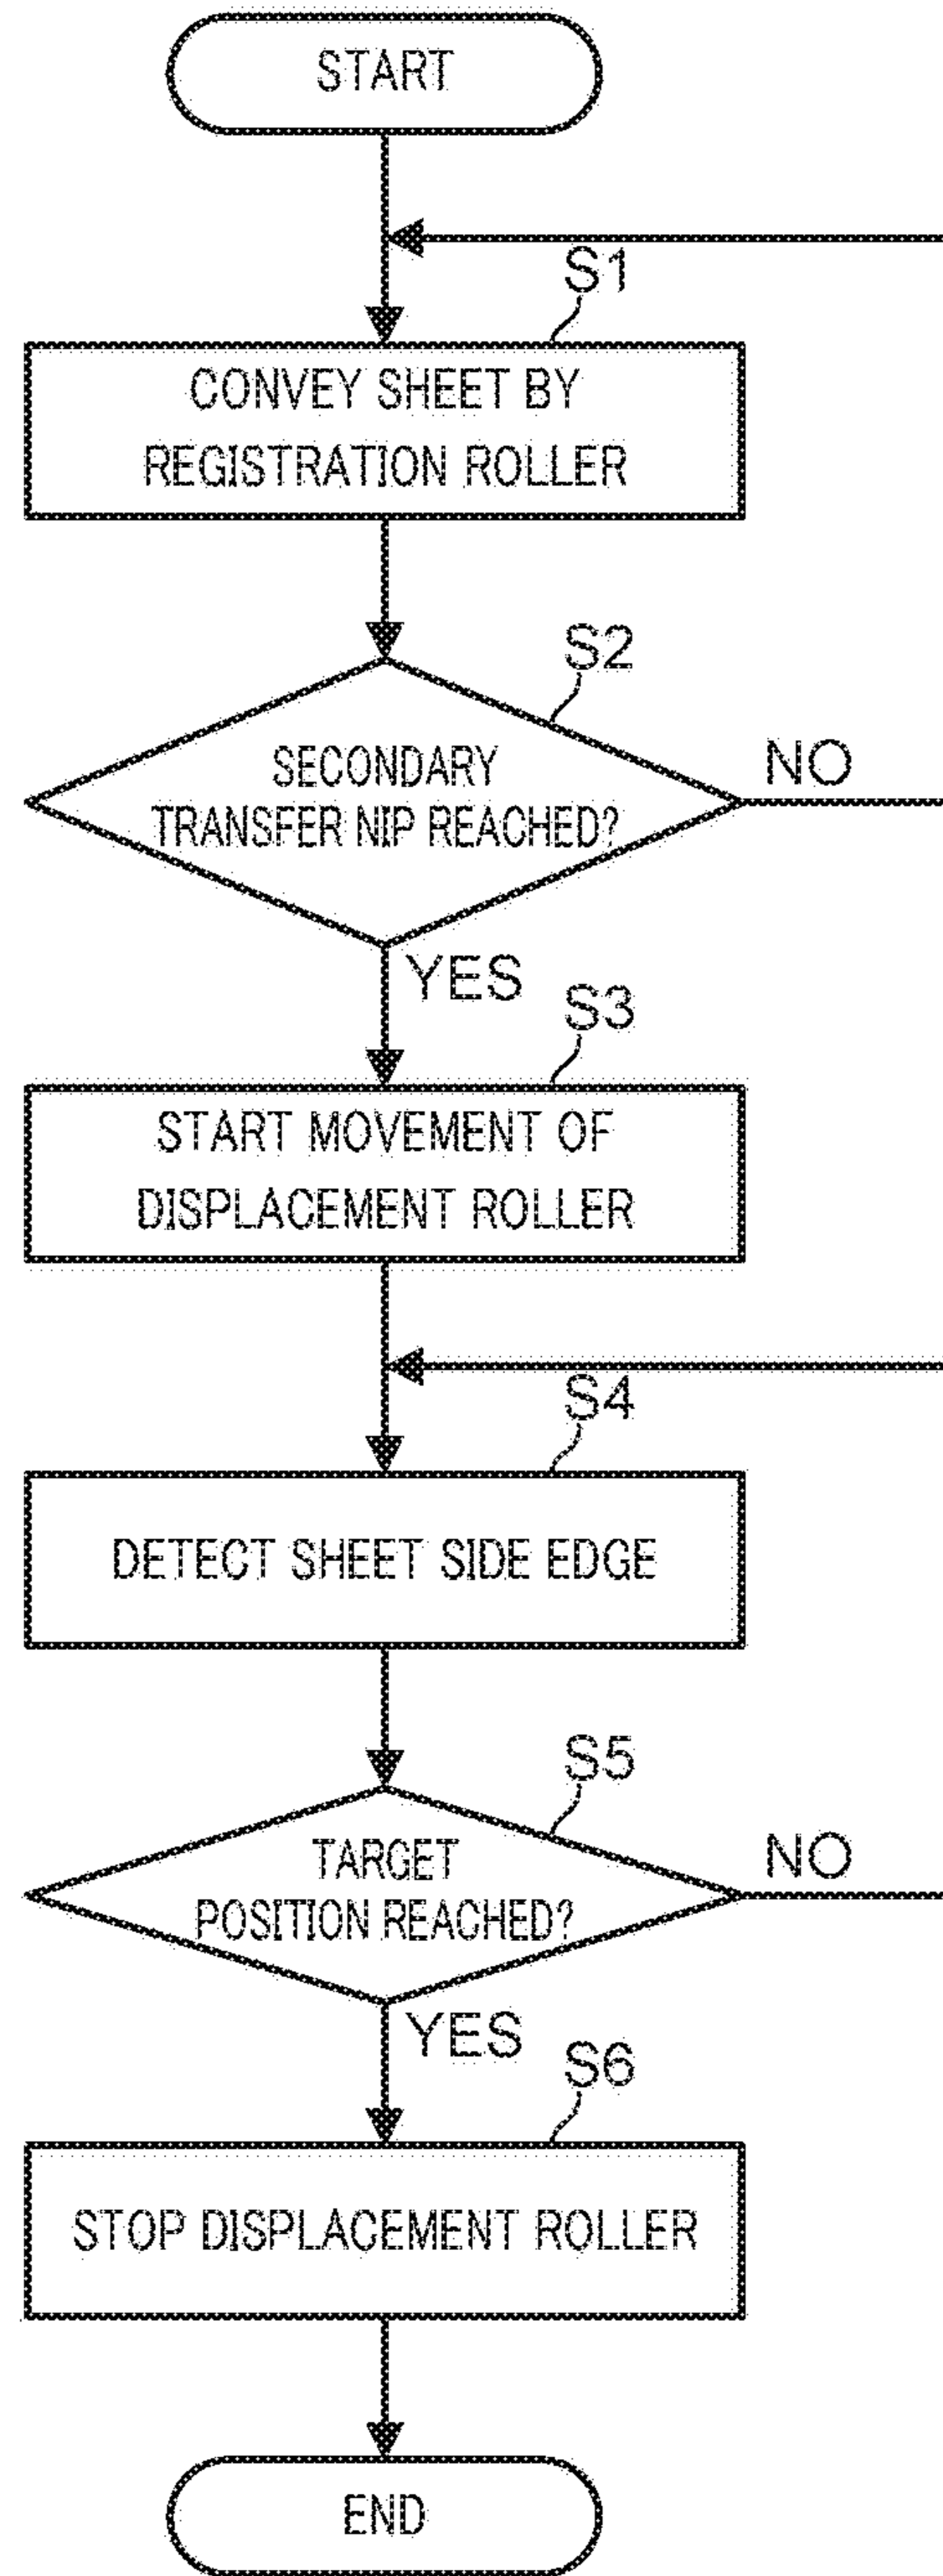 START
S1
CONVEY SHEET BY
REGISTRATION ROLLER
S2
SECONDARY
TRANSFER NIP REACHED?
NO
YES
S3
START MOVEMENT OF
DISPLACEMENT ROLLER
S4
DETECT SHEET SIDE EDGE
S5
TARGET
POSITION REACHED?
NO
YES
S6
STOP DISPLACEMENT ROLLER
END